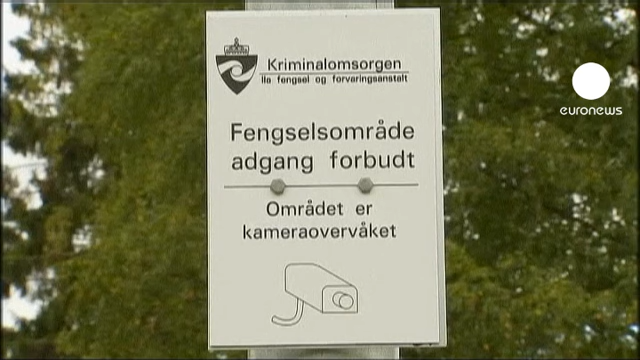 Kriminalomsorgen
Ila fengsel og forvaringsanstalt
Fengselsområde
adgang forbudt
Området er
kameraovervåket
euronews